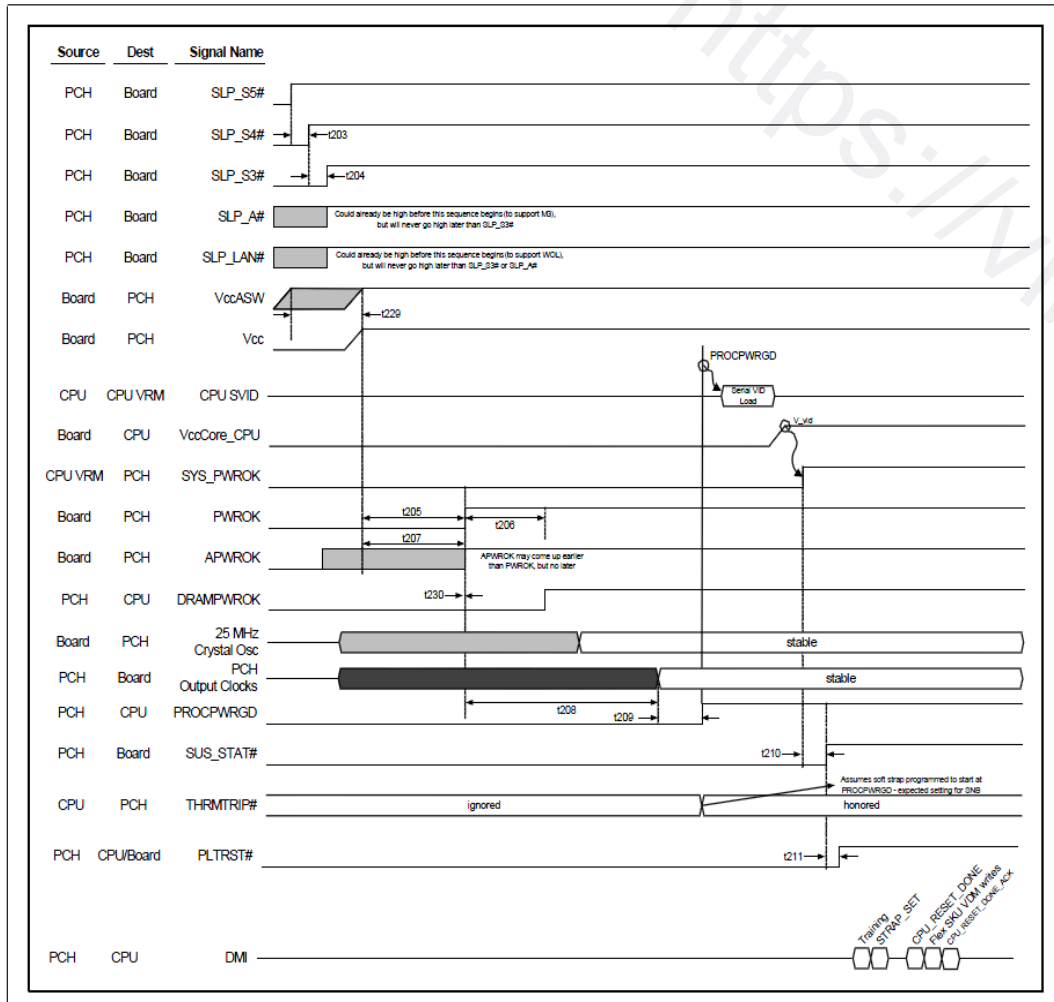 https://vi
Source Dest Signal Name
PCH Board SLP_S5#
PCH Board SLP_S4# t203
PCH Board SLP_S3# t204
PCH Board SLP_A# Could already be high before this sequence begins (to support M3),
but will never go high later than SLP_S3#
PCH Board SLP_LAN# Could already be high before this sequence begins (to support WOL),
but will never go high later than SLP_S3# or SLP_A#
Board PCH VccASW
t229
Board PCH Vcc
PROCPWRGD
CPU CPU VRM CPU SVID Serial VID
Load
Board CPU VccCore_CPU V_vid
CPU VRM PCH SYS_PWROK
Board PCH PWROK t205 t206
t207
Board PCH APWROK APWROK may come up earlier
than PWROK, but no later
PCH CPU DRAMPWROK t230
Board PCH 25 MHz
Crystal Osc stable
PCH Board PCH
Output Clocks stable
PCH CPU PROCPWRGD t208 t209
PCH Board SUS_STAT# t210
Assumes soft strap programmed to start at
PROCPWRGD - expected setting for SNB
CPU PCH THRMTRIP# ignored honored
PCH CPU/Board PLTRST# t211
Training
STRAP_SET
CPU_RESET_DONE
Flex SKU VDM writes
CPU_RESET_DONE_ACK
PCH CPU DMI